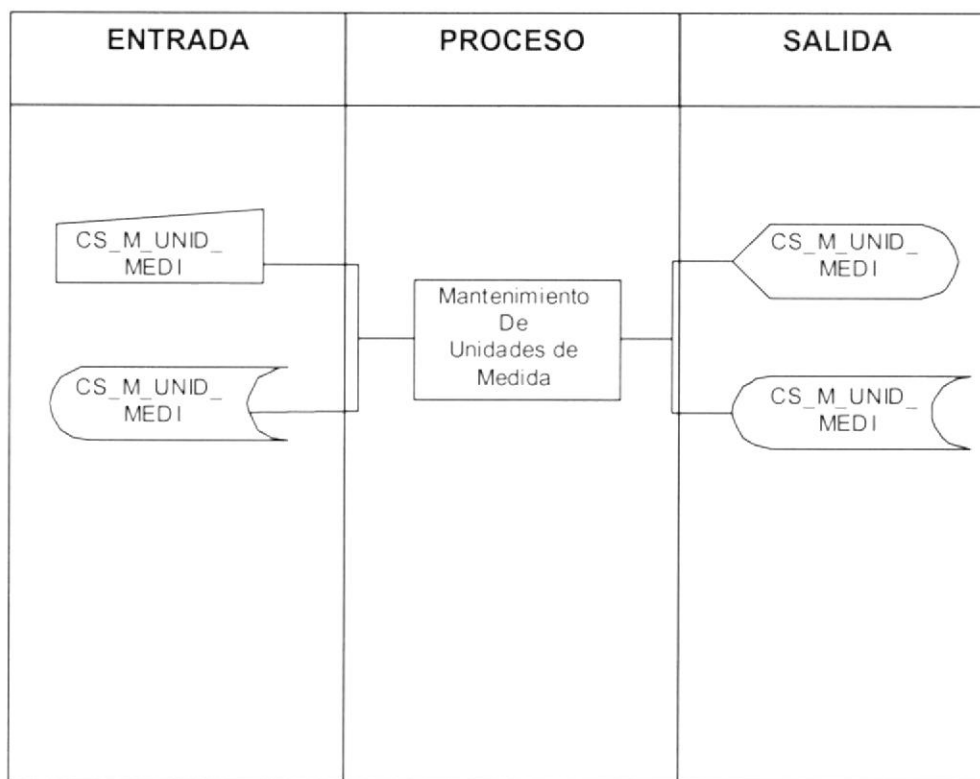 ENTRADA
PROCESO
SALIDA
CS_M_UNID_
MEDI
CS_M_UNID_
MEDI
Mantenimiento
De
Unidades de
Medida
CS_M_UNID_
MEDI
CS_M_UNID_
MEDI